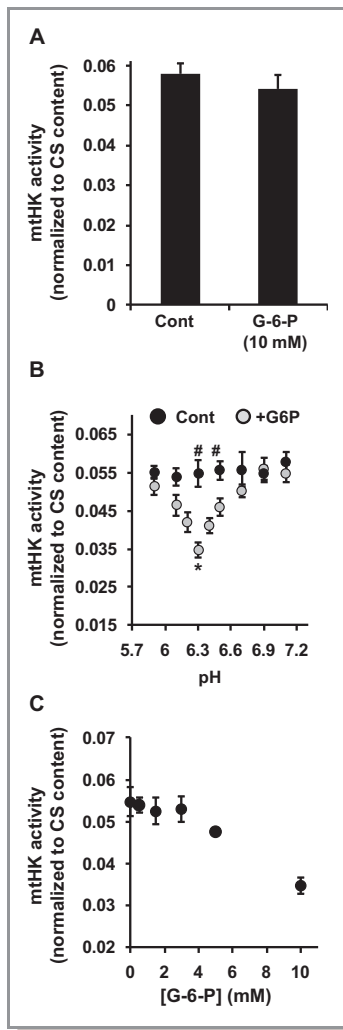 A
mtHK activity
(normalized to CS content)
0.06
0.05
0.04
0.03
0.02
0.01
0
Cont
G-6-P
(10 mM)
B
Cont
+G6P
mtHK activity
(normalized to CS content)
0.065
0.055
0.045
0.035
0.025
0.015
# #
*
5.7 6 6.3 6.6 6.9 7.2
pH
C
mtHK activity
(normalized to CS content)
0.07
0.06
0.05
0.04
0.03
0.02
0 2 4 6 8 10
[G-6-P] (mM)